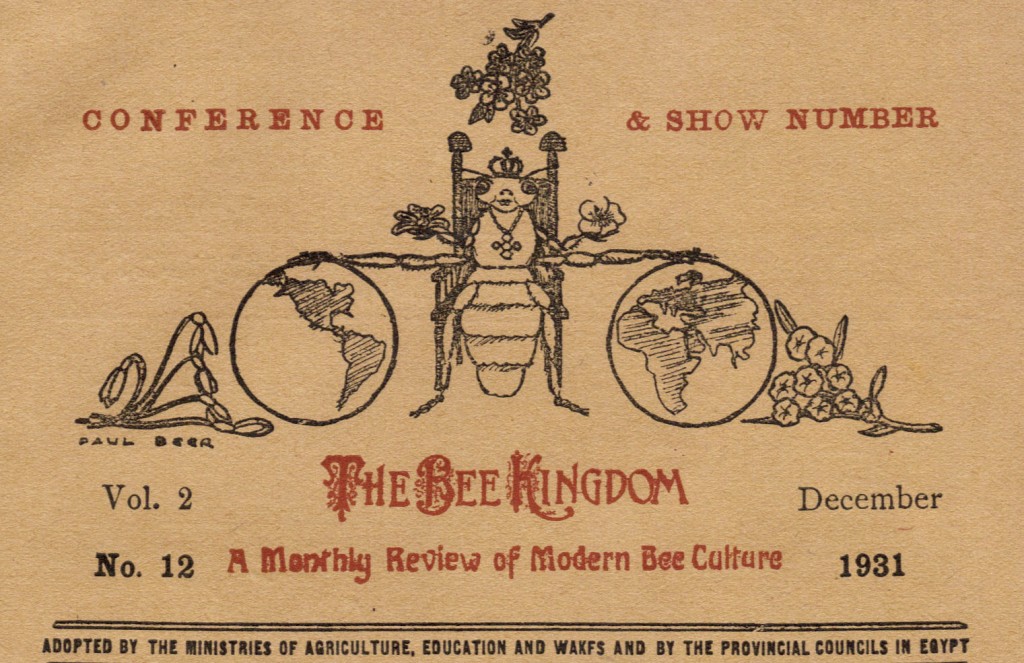 CONFERENCE & SHOW NUMBER
PAUL BEER
Vol. 2 THE BEE KINGDOM December
No. 12 A Monthly Review of Modern Bee Culture 1931
ADOPTED BY THE MINISTRIES OF AGRICULTURE, EDUCATION AND WAKFS AND BY THE PROVINCIAL COUNCILS IN EGYPT